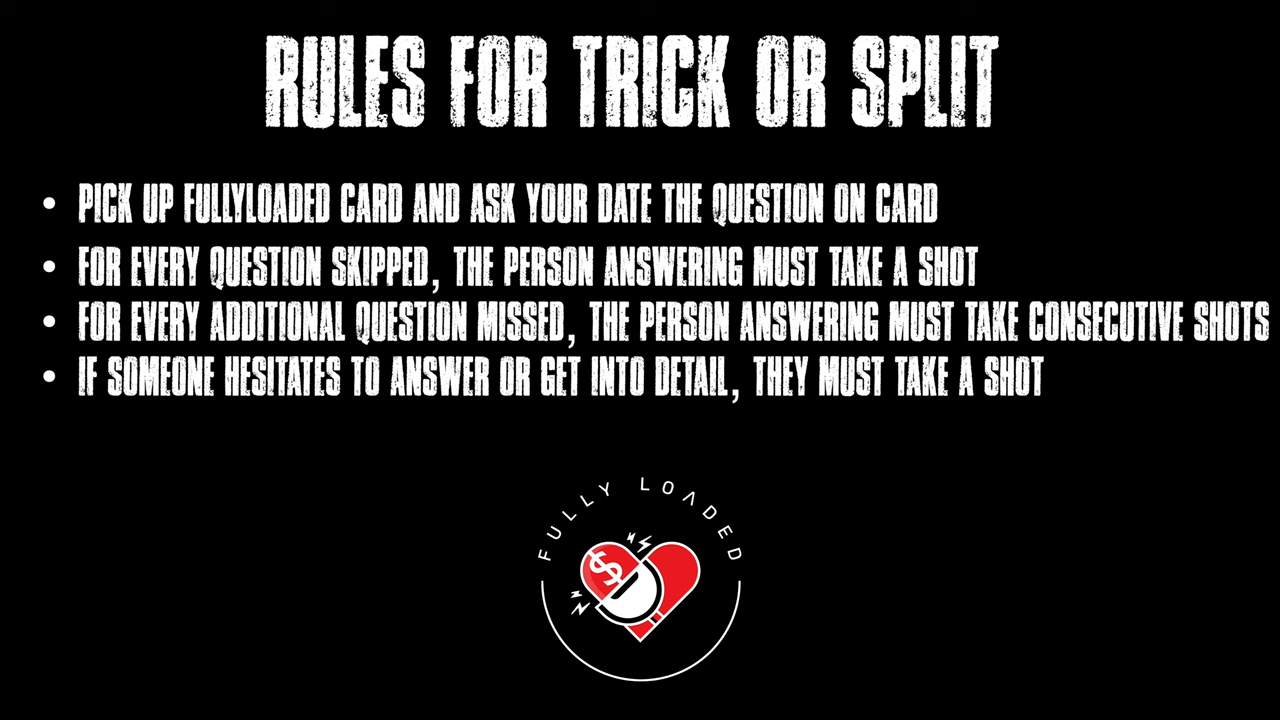 RULES FOR TRICK OR SPLIT
• PICK UP FULLYLOADED CARD AND ASK YOUR DATE THE QUESTION ON CARD
• FOR EVERY QUESTION SKIPPED, THE PERSON ANSWERING MUST TAKE A SHOT
• FOR EVERY ADDITIONAL QUESTION MISSED, THE PERSON ANSWERING MUST TAKE CONSECUTIVE SHOTS
• IF SOMEONE HESITATES TO ANSWER OR GET INTO DETAIL, THEY MUST TAKE A SHOT
FULLY LOADED
$